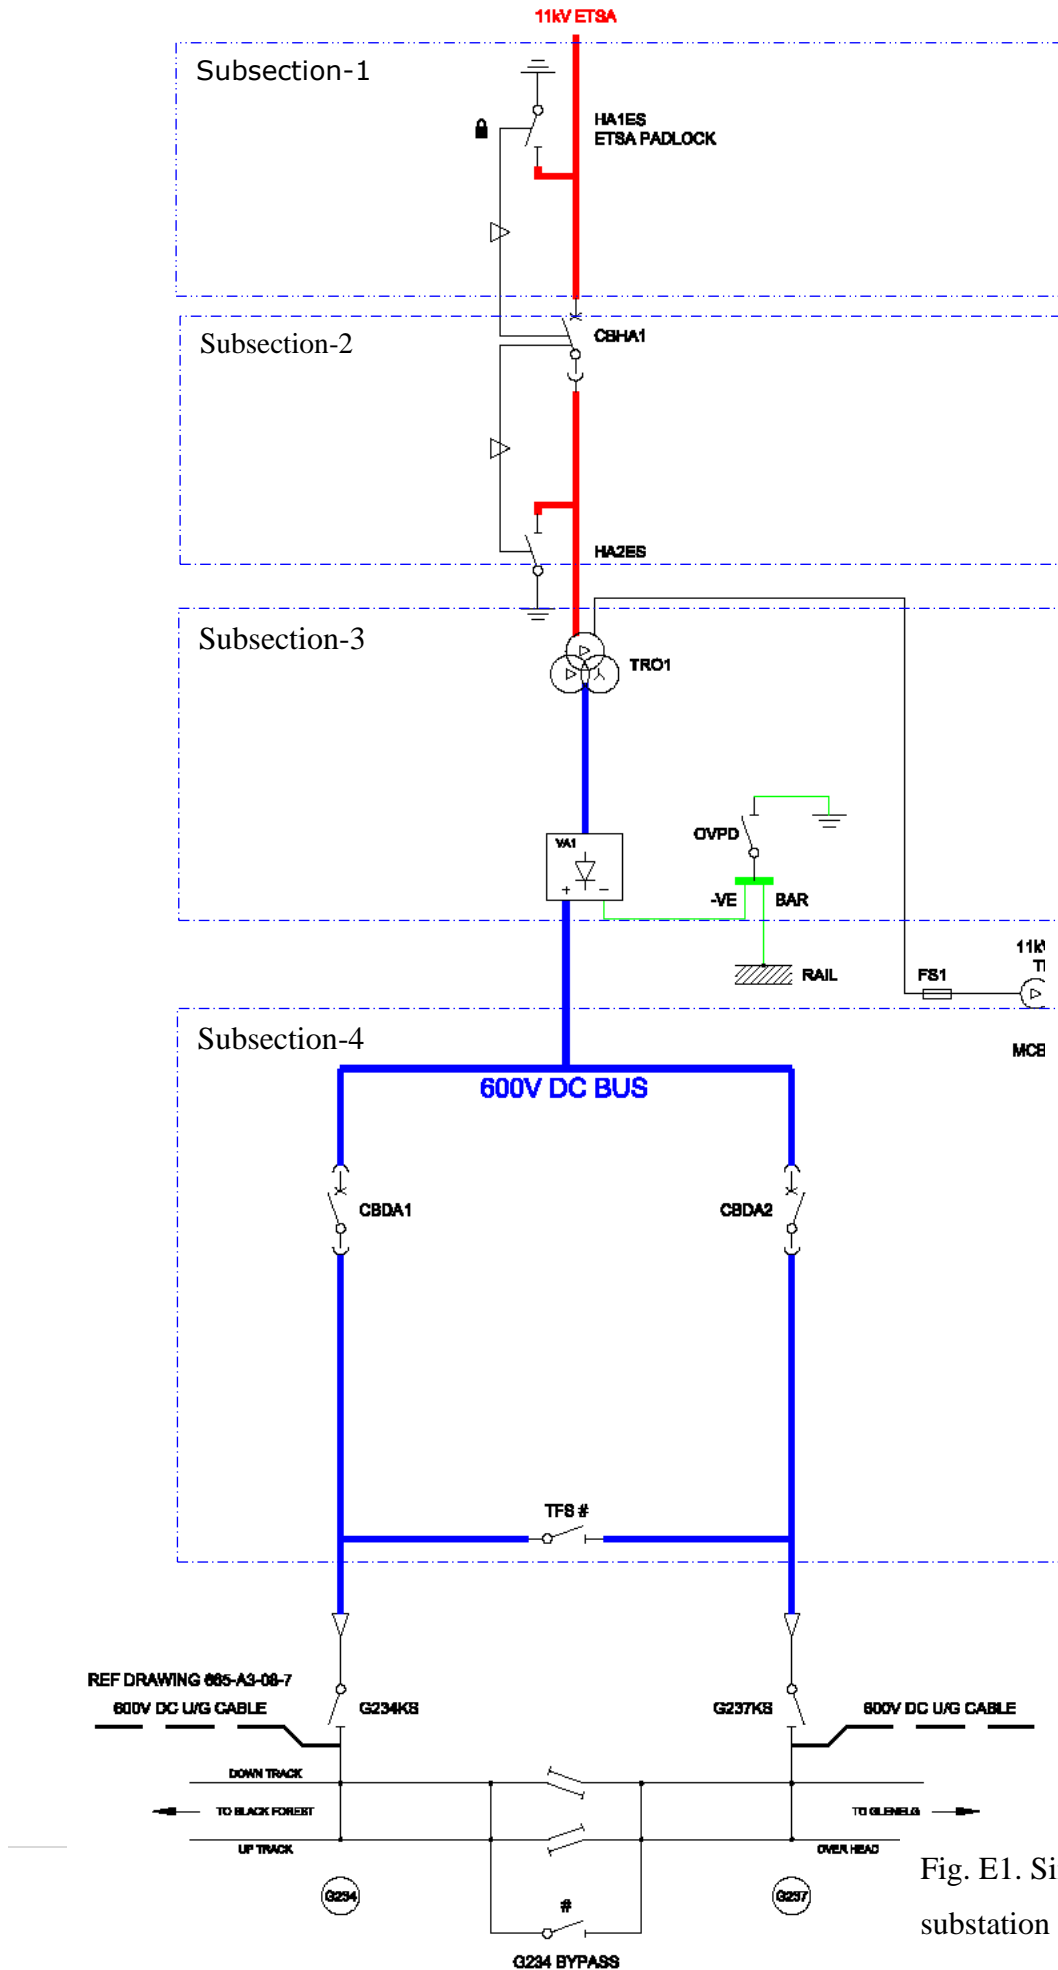 11kV ETSA
Subsection-1
HA1ES
ETSA PADLOCK
Subsection-2
CBHA1
HA2ES
Subsection-3
TRO1
VA1
+ −
OVPD
-VE BAR
RAIL
FS1
11kV
Subsection-4
MCB
600V DC BUS
CBDA1
CBDA2
TFS #
REF DRAWING 665-A3-08-7
600V DC U/G CABLE
G234KS
G237KS
600V DC U/G CABLE
DOWN TRACK
TO BLACK FOREST
TO GLENELG
UP TRACK
OVER HEAD
G234
G237
#
G234 BYPASS
Fig. E1. Si
substation